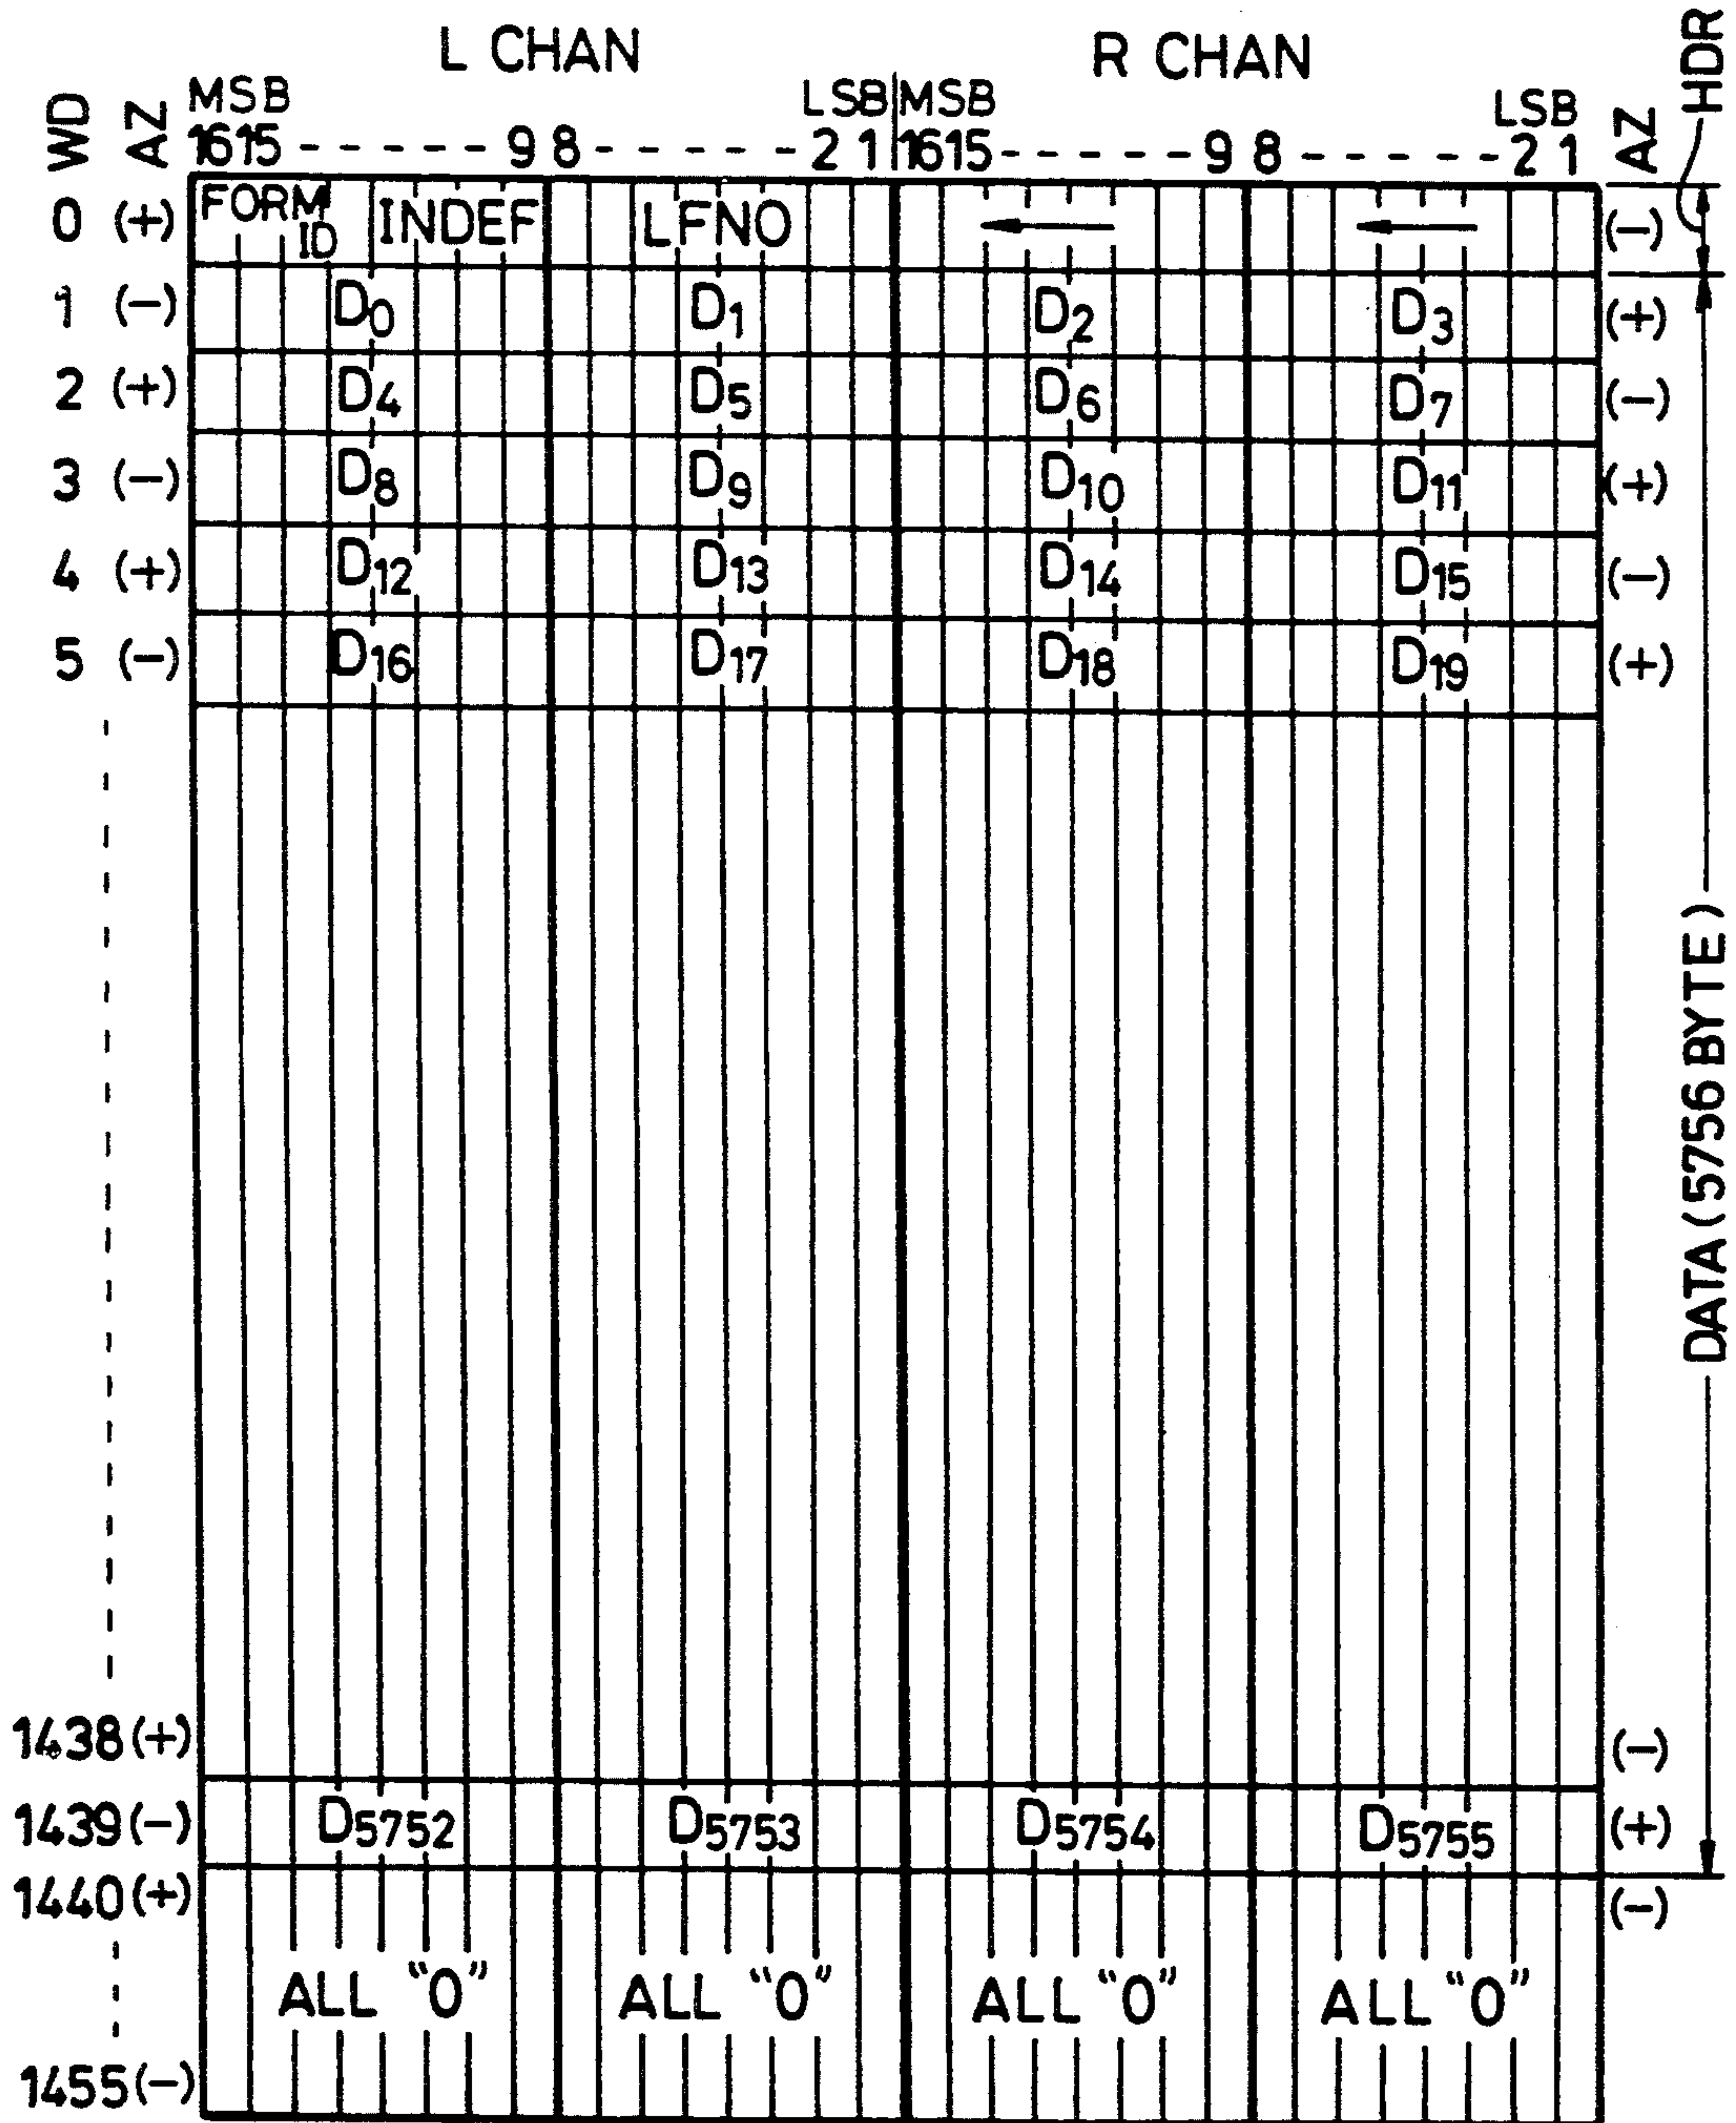 L CHAN R CHAN HDR
WD AZ MSB LSB MSB LSB AZ
16 15 - - - - - - 9 8 - - - - - 2 1 16 15 - - - - - 9 8 - - - - - 2 1
0 (+) FORM ID INDEF LFNO ← ← (−)
1 (−) D0 D1 D2 D3 (+)
2 (+) D4 D5 D6 D7 (−)
3 (−) D8 D9 D10 D11 (+)
4 (+) D12 D13 D14 D15 (−)
5 (−) D16 D17 D18 D19 (+)
DATA (5756 BYTE)
1438 (+) (−)
1439 (−) D5752 D5753 D5754 D5755 (+)
1440 (+) (−)
ALL "0" ALL "0" ALL "0" ALL "0"
1455 (−)